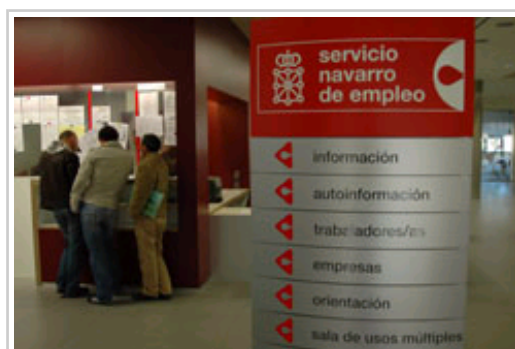 servicio
navarro
de empleo
información
autoinformación
trabajadores/as
empresas
orientación
sala de usos múltiples